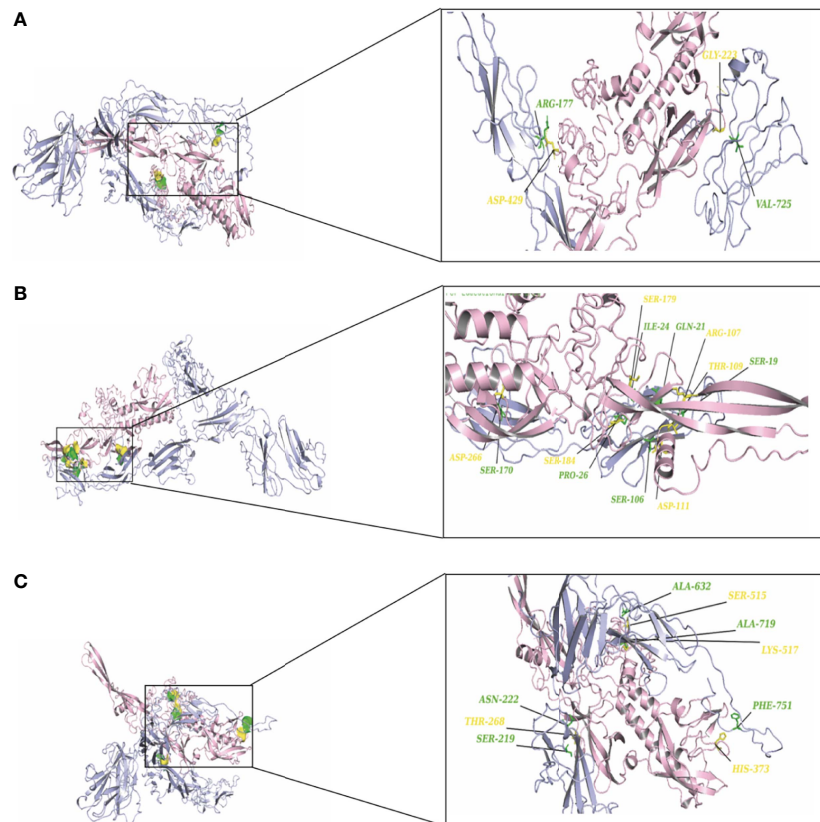 A
GLY-223
ARG-177
ASP-429
VAL-725
B
SER-179
ILE-24 GLN-21
ARG-107
THR-109 SER-19
ASP-266
SER-184
SER-170
PRO-26
SER-106
ASP-111
C
ALA-632
SER-515
ALA-719
LYS-517
ASN-222
PHE-751
THR-268
SER-219
HIS-373